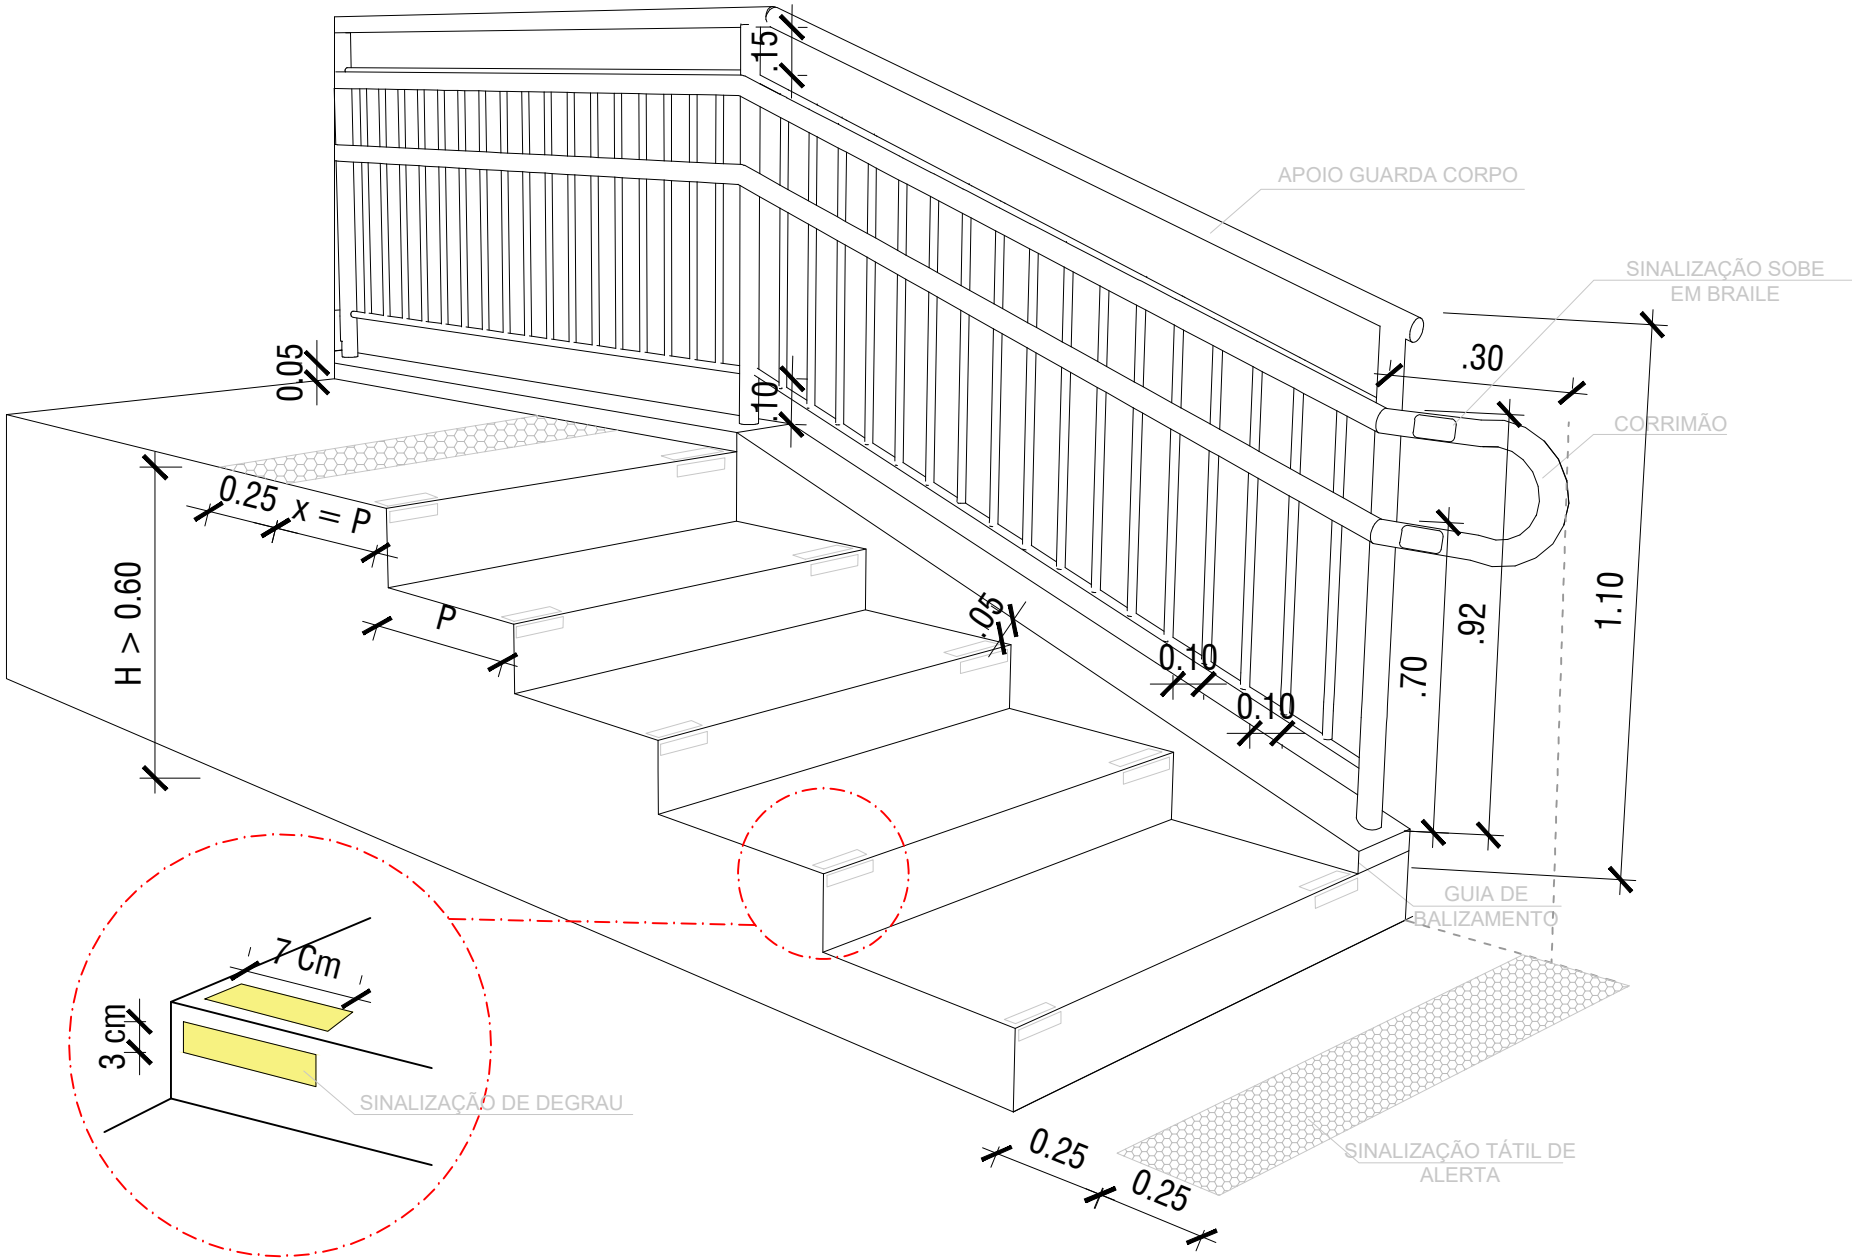 .15
APOIO GUARDA CORPO
SINALIZAÇÃO SOBE
EM BRAILE
.30
0.05
.10
CORRIMÃO
0.25
x = P
H > 0.60
P
.05
0.10
0.10
.70
.92
1.10
GUIA DE
BALIZAMENTO
7 Cm
3 cm
SINALIZAÇÃO DE DEGRAU
0.25
0.25
SINALIZAÇÃO TÁTIL DE
ALERTA